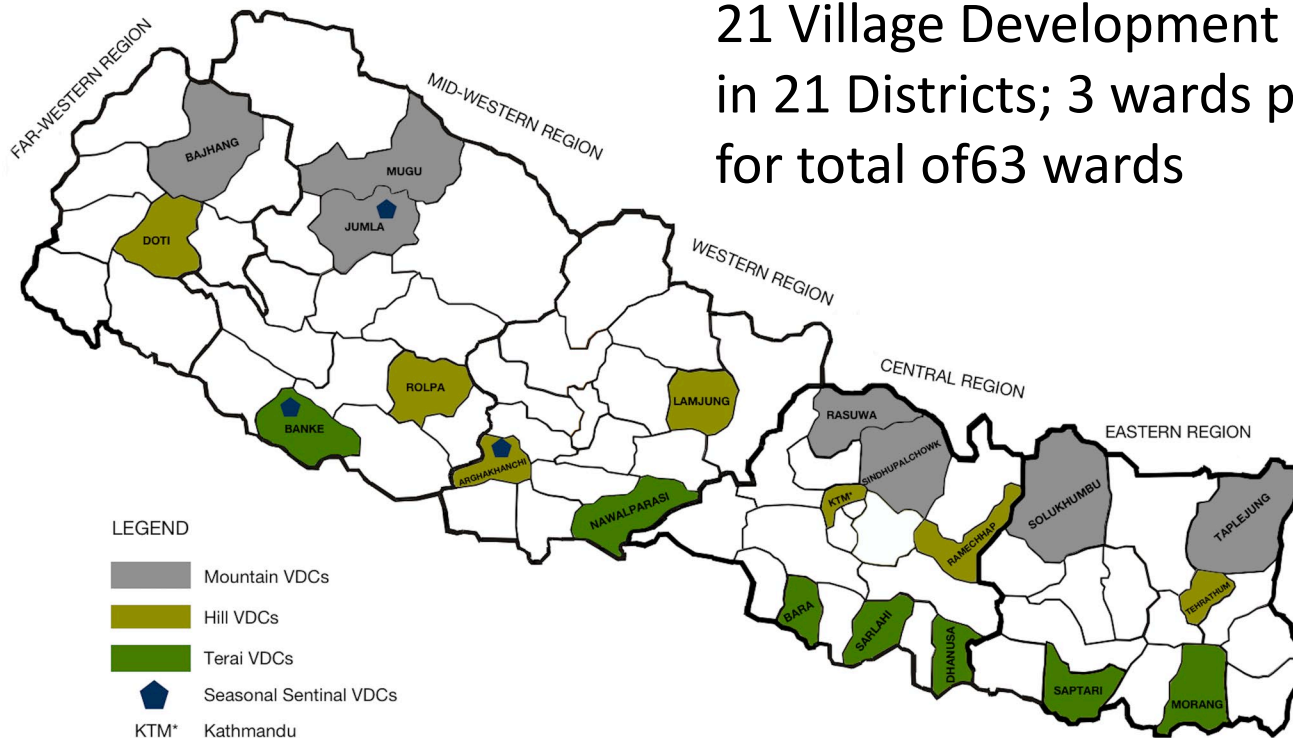 21 Village Development
in 21 Districts; 3 wards p
for total of63 wards
FAR-WESTERN REGION
MID-WESTERN REGION
BAJHANG
MUGU
JUMLA
DOTI
WESTERN REGION
CENTRAL REGION
ROLPA
LAMJUNG
RASUWA
BANKE
EASTERN REGION
SINDHUPALCHOWK
ARGHAKHANCHI
NAWALPARASI
KTM*
SOLUKHUMBU
TAPLEJUNG
RAMECHHAP
TEHRATHUM
BARA
SARLAHI
DHANUSA
SAPTARI
MORANG
LEGEND
Mountain VDCs
Hill VDCs
Terai VDCs
Seasonal Sentinal VDCs
KTM* Kathmandu